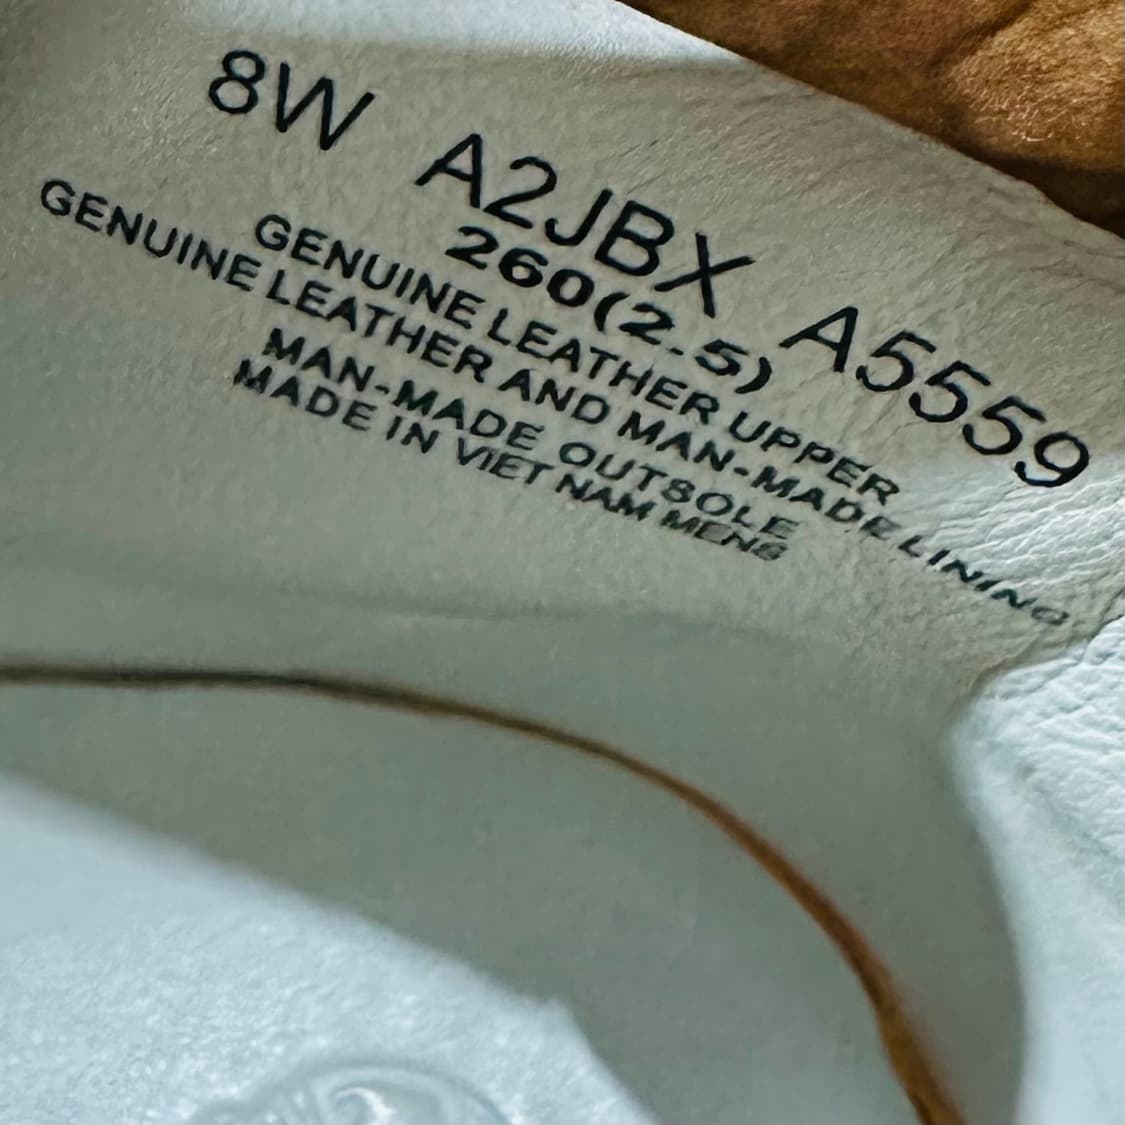 8W A2JBX A5559
260(2.5)
GENUINE LEATHER UPPER
GENUINE LEATHER AND MAN-MADE LINING
MAN-MADE OUTSOLE
MADE IN VIET NAM MENS